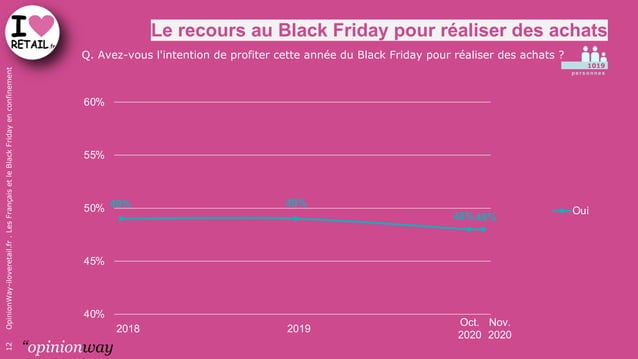 I
RETAIL.fr
Le recours au Black Friday pour réaliser des achats
Q. Avez-vous l'intention de profiter cette année du Black Friday pour réaliser des achats ?
1019
personnes
60%
55%
50%
45%
40%
49%
49%
48%
48%
Oui
2018
2019
Oct.
2020
Nov.
2020
OpinionWay-iloveretail.fr . Les Français et le Black Friday en confinement
12
“opinionway